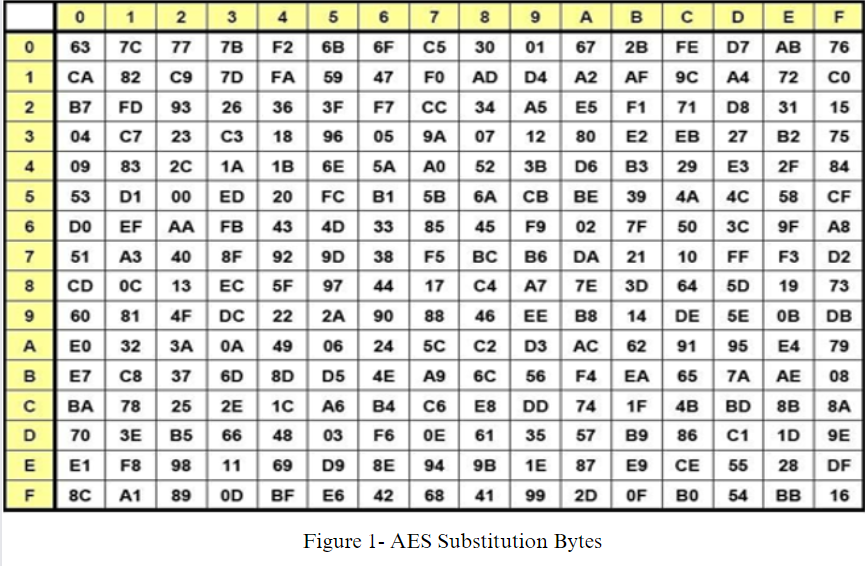 0 1 2 3 4 5 6 7 8 9 A B C D E F
0 63 7C 77 7B F2 6B 6F C5 30 01 67 2B FE D7 AB 76
1 CA 82 C9 7D FA 59 47 F0 AD D4 A2 AF 9C A4 72 C0
2 B7 FD 93 26 36 3F F7 CC 34 A5 E5 F1 71 D8 31 15
3 04 C7 23 C3 18 96 05 9A 07 12 80 E2 EB 27 B2 75
4 09 83 2C 1A 1B 6E 5A A0 52 3B D6 B3 29 E3 2F 84
5 53 D1 00 ED 20 FC B1 5B 6A CB BE 39 4A 4C 58 CF
6 D0 EF AA FB 43 4D 33 85 45 F9 02 7F 50 3C 9F A8
7 51 A3 40 8F 92 9D 38 F5 BC B6 DA 21 10 FF F3 D2
8 CD 0C 13 EC 5F 97 44 17 C4 A7 7E 3D 64 5D 19 73
9 60 81 4F DC 22 2A 90 88 46 EE B8 14 DE 5E 0B DB
A E0 32 3A 0A 49 06 24 5C C2 D3 AC 62 91 95 E4 79
B E7 C8 37 6D 8D D5 4E A9 6C 56 F4 EA 65 7A AE 08
C BA 78 25 2E 1C A6 B4 C6 E8 DD 74 1F 4B BD 8B 8A
D 70 3E B5 66 48 03 F6 0E 61 35 57 B9 86 C1 1D 9E
E E1 F8 98 11 69 D9 8E 94 9B 1E 87 E9 CE 55 28 DF
F 8C A1 89 0D BF E6 42 68 41 99 2D 0F B0 54 BB 16
Figure 1- AES Substitution Bytes